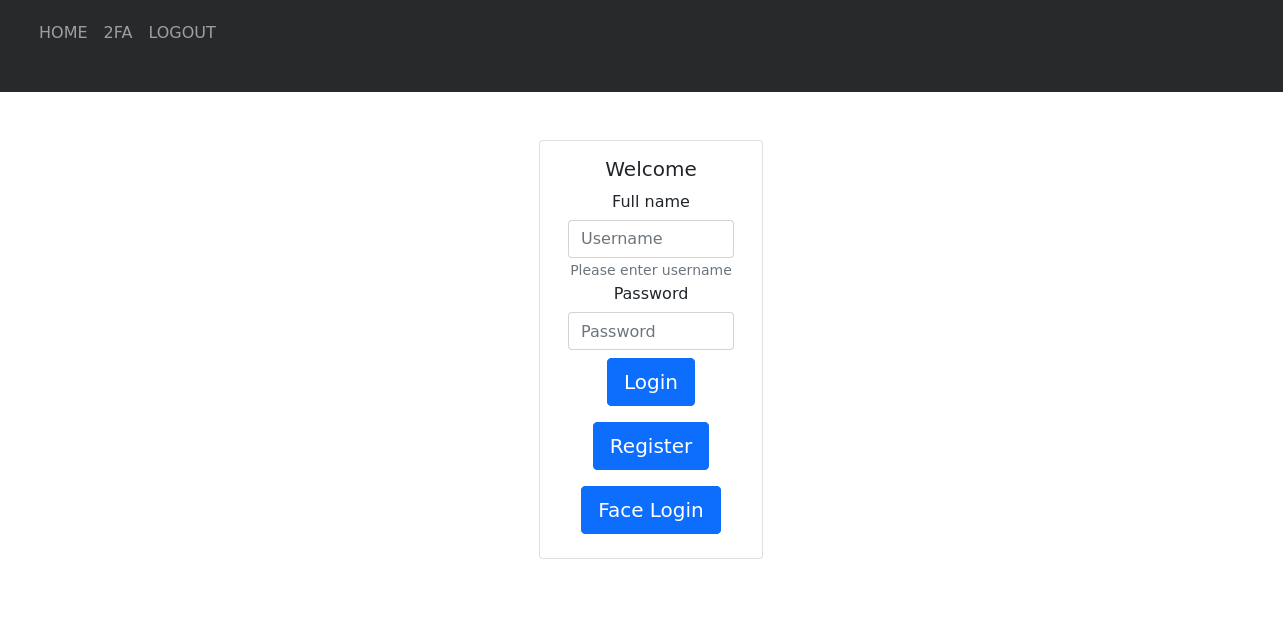 HOME 2FA LOGOUT
Welcome
Full name
Username
Please enter username
Password
Password
Login
Register
Face Login